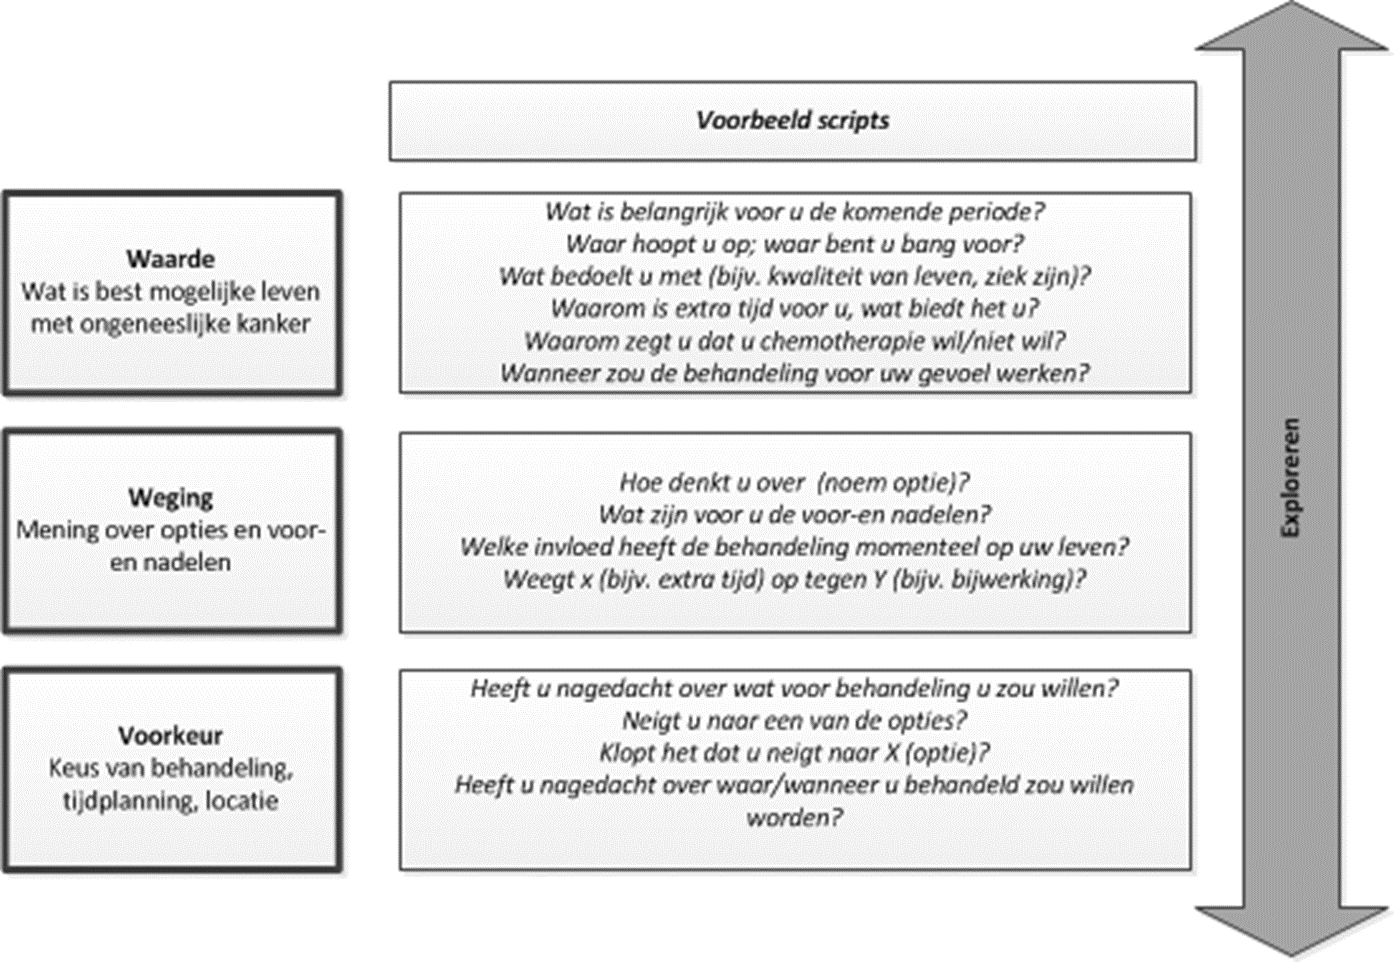 Voorbeeld scripts
Waarde
Wat is best mogelijke leven
met ongeneeslijke kanker
Wat is belangrijk voor u de komende periode?
Waar hoopt u op; waar bent u bang voor?
Wat bedoelt u met (bijv. kwaliteit van leven, ziek zijn)?
Waarom is extra tijd voor u, wat biedt het u?
Waarom zegt u dat u chemotherapie wil/niet wil?
Wanneer zou de behandeling voor uw gevoel werken?
Weging
Mening over opties en voor-
en nadelen
Hoe denkt u over (noem optie)?
Wat zijn voor u de voor-en nadelen?
Welke invloed heeft de behandeling momenteel op uw leven?
Weegt x (bijv. extra tijd) op tegen Y (bijv. bijwerking)?
Voorkeur
Keus van behandeling,
tijdplanning, locatie
Heeft u nagedacht over wat voor behandeling u zou willen?
Neigt u naar een van de opties?
Klopt het dat u neigt naar X (optie)?
Heeft u nagedacht over waar/wanneer u behandeld zou willen
worden?
Exploreren